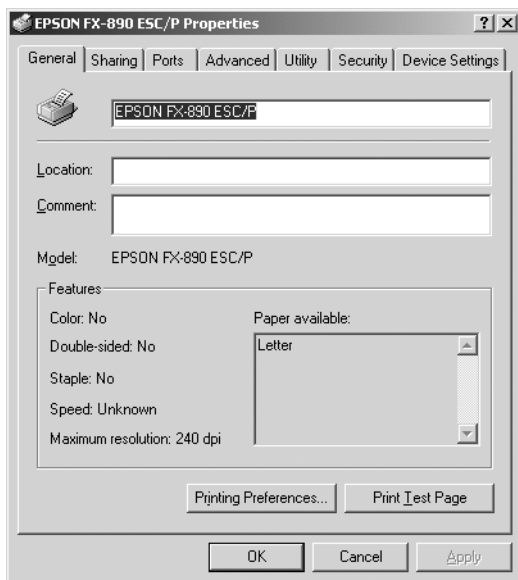 EPSON FX-890 ESC/P Properties
General Sharing Ports Advanced Utility Security Device Settings
EPSON FX-890 ESC/P
Location:
Comment:
Model: EPSON FX-890 ESC/P
Features
Color: No
Paper available:
Double-sided: No
Letter
Staple: No
Speed: Unknown
Maximum resolution: 240 dpi
Printing Preferences...
Print Test Page
OK
Cancel
Apply